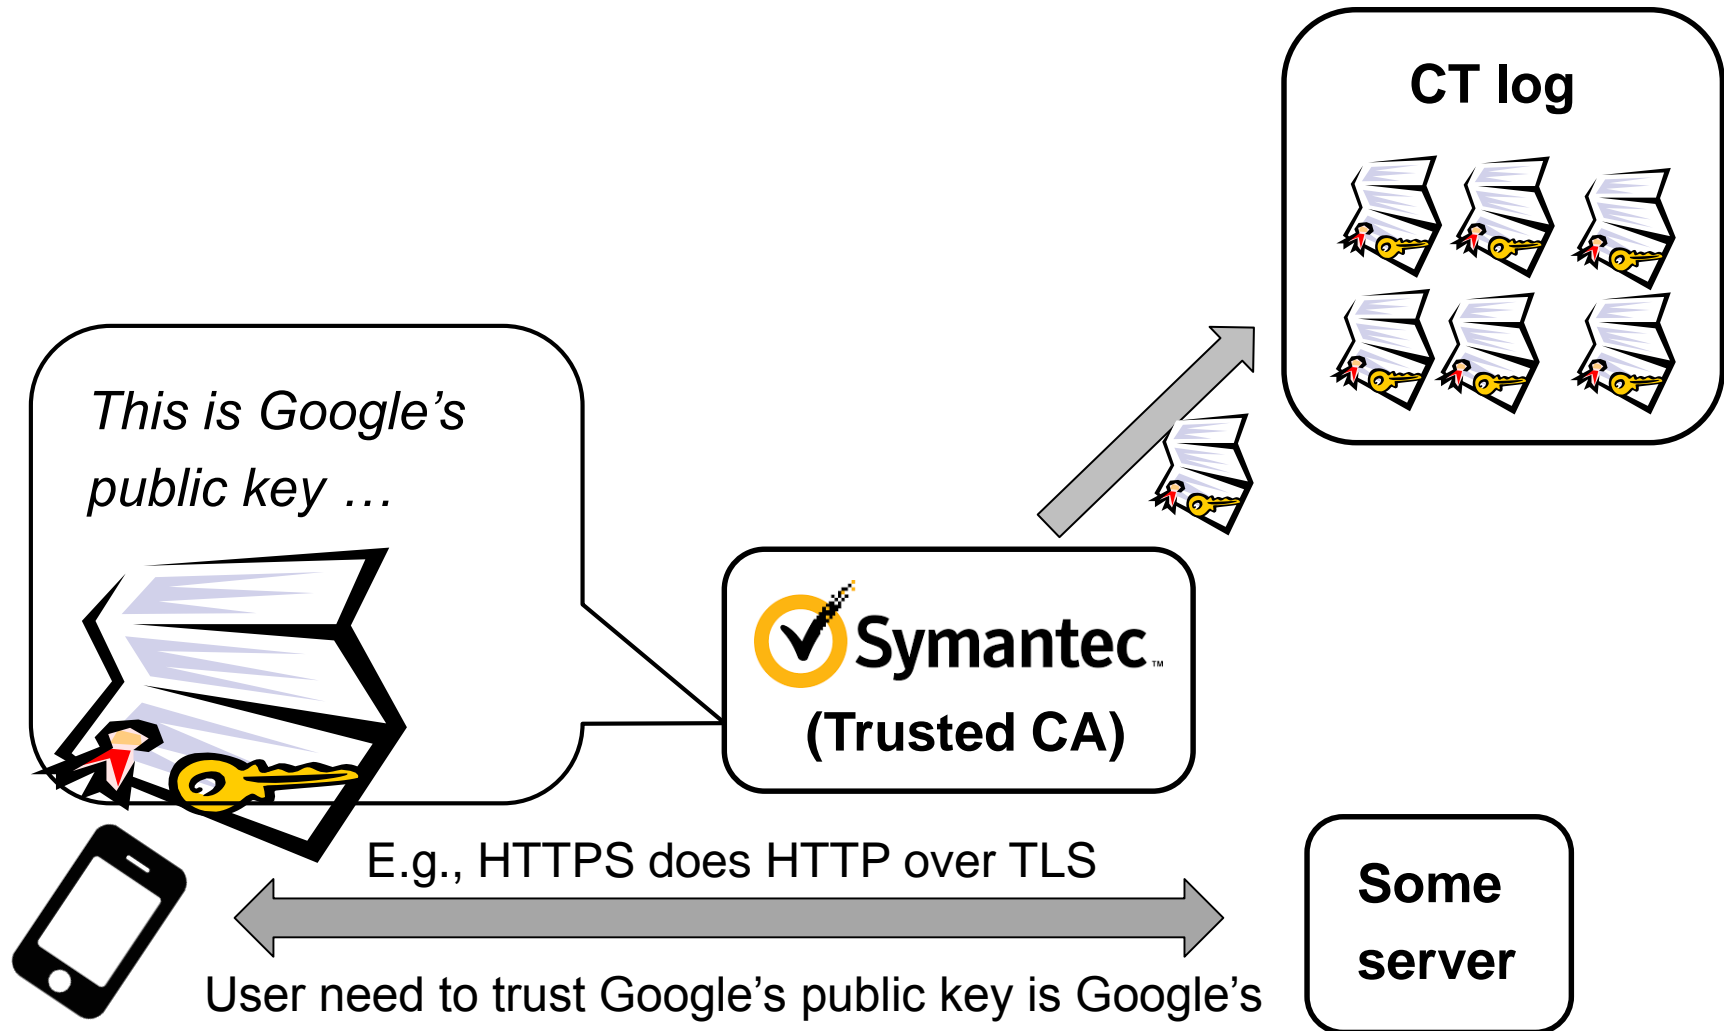 CT log
This is Google’s
public key …
Symantec™
(Trusted CA)
E.g., HTTPS does HTTP over TLS
Some
server
User need to trust Google’s public key is Google’s